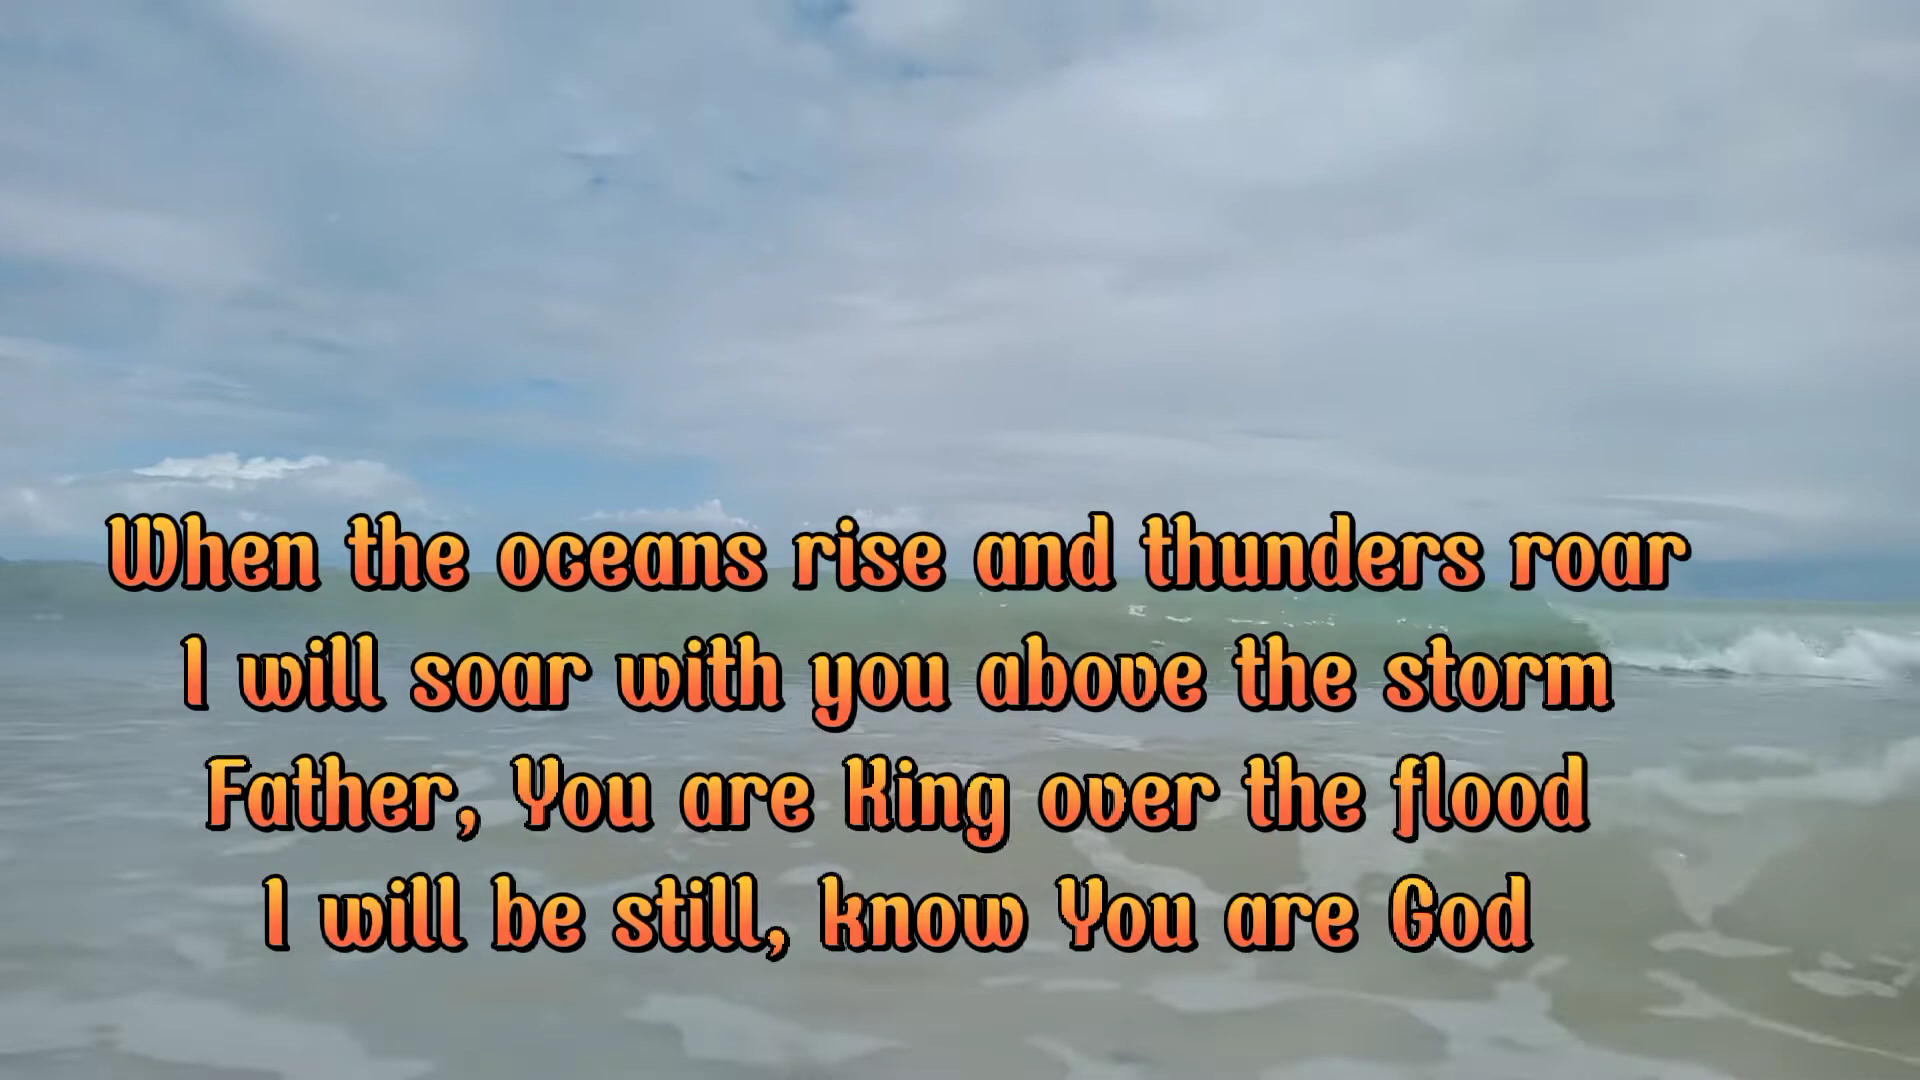 When the oceans rise and thunders roar
I will soar with you above the storm
Father, You are King over the flood
I will be still, know You are God